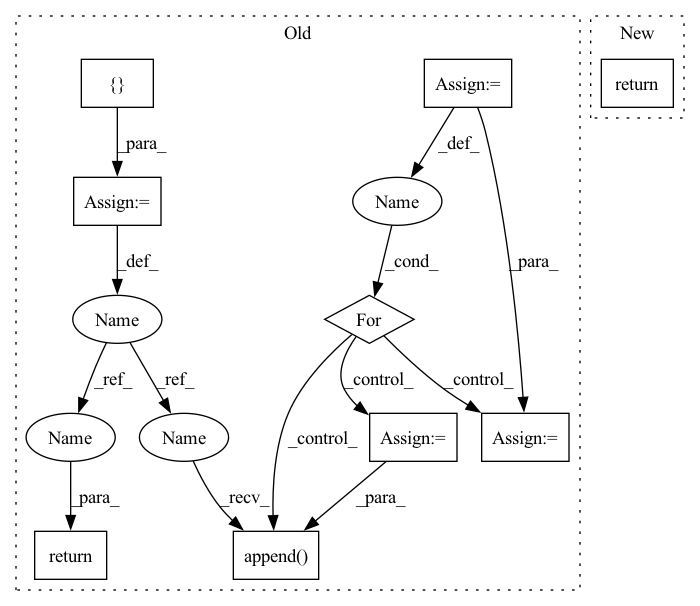 Old
New
{}
Assign:=
return
_para_
_def_
Assign:=
Name
_def_
_cond_
_para_
Name
For
_ref_
_ref_
_control_
_control_
Name
Name
_control_
Assign:=
Assign:=
_para_
_recv_
_para_
return
append()